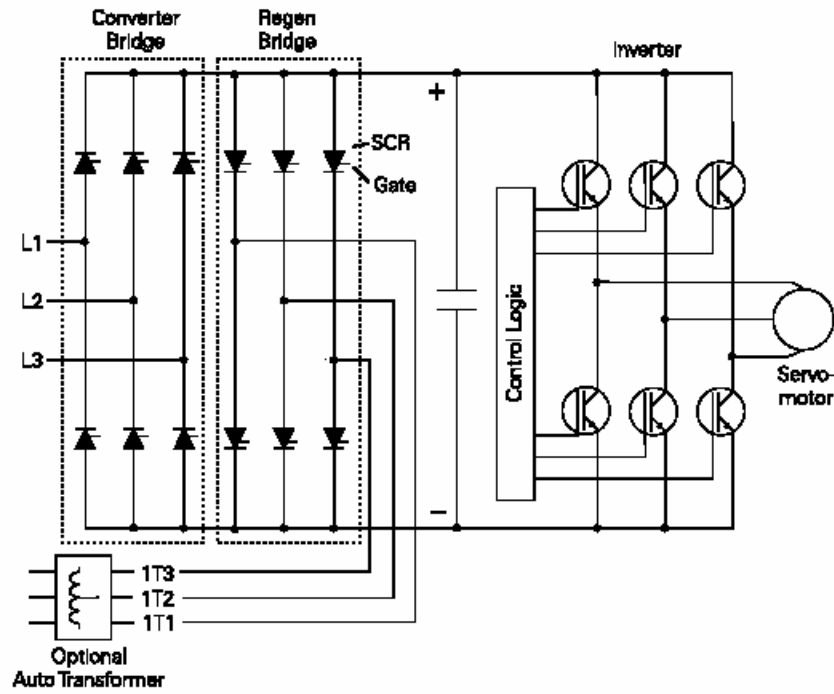 Converter
Bridge
Regen
Bridge
Inverter
+
SCR
Gate
L1
L2
L3
Control Logic
Servo-
motor
–
1T3
1T2
1T1
Optional
Auto Transformer